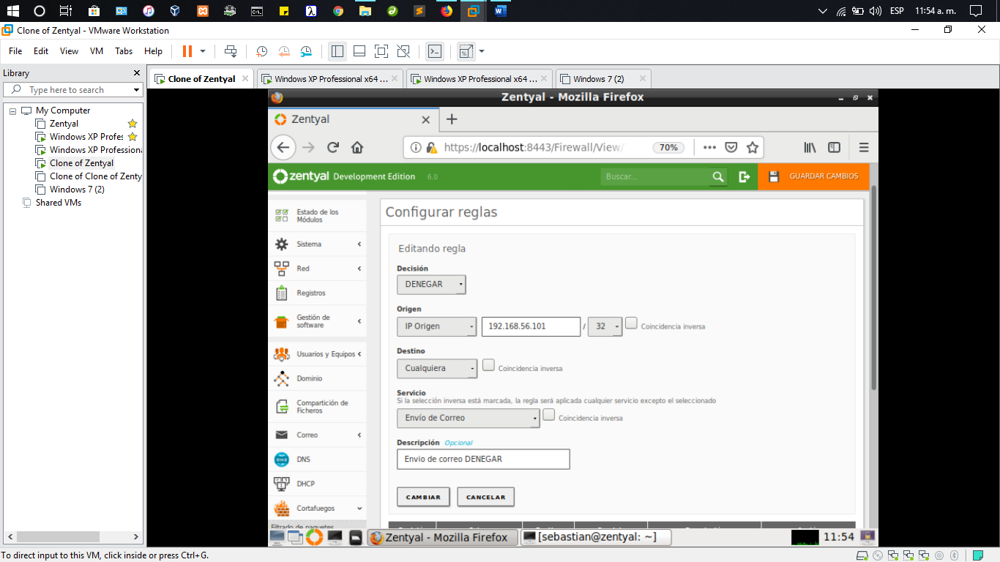 ESP 11:54 a. m.
Clone of Zentyal - VMware Workstation
File Edit View VM Tabs Help
Library
Type here to search
My Computer
Zentyal
Windows XP Profes
Windows XP Professiona
Clone of Zentyal
Clone of Clone of Zenty
Windows 7 (2)
Shared VMs
Clone of Zentyal Windows XP Professional x64 ... Windows XP Professional x64 ... Windows 7 (2)
Zentyal - Mozilla Firefox
Zentyal
https://localhost:8443/Firewall/View/ 70%
zentyal Development Edition 6.0 Buscar... GUARDAR CAMBIOS
Estado de los
Módulos
Sistema
Red
Registros
Gestión de
software
Usuarios y Equipos
Dominio
Compartición de
Ficheros
Correo
DNS
DHCP
Cortafuegos
Filtrado de paquetes
Configurar reglas
Editando regla
Decisión
DENEGAR
Origen
IP Origen 192.168.56.101 / 32 Coincidencia inversa
Destino
Cualquiera Coincidencia inversa
Servicio
Si la selección inversa está marcada, la regla será aplicada cualquier servicio excepto el seleccionado
Envío de Correo Coincidencia inversa
Descripción Opcional
Envio de correo DENEGAR
CAMBIAR CANCELAR
Zentyal - Mozilla Firefox [sebastian@zentyal: ~] 11:54
To direct input to this VM, click inside or press Ctrl+G.